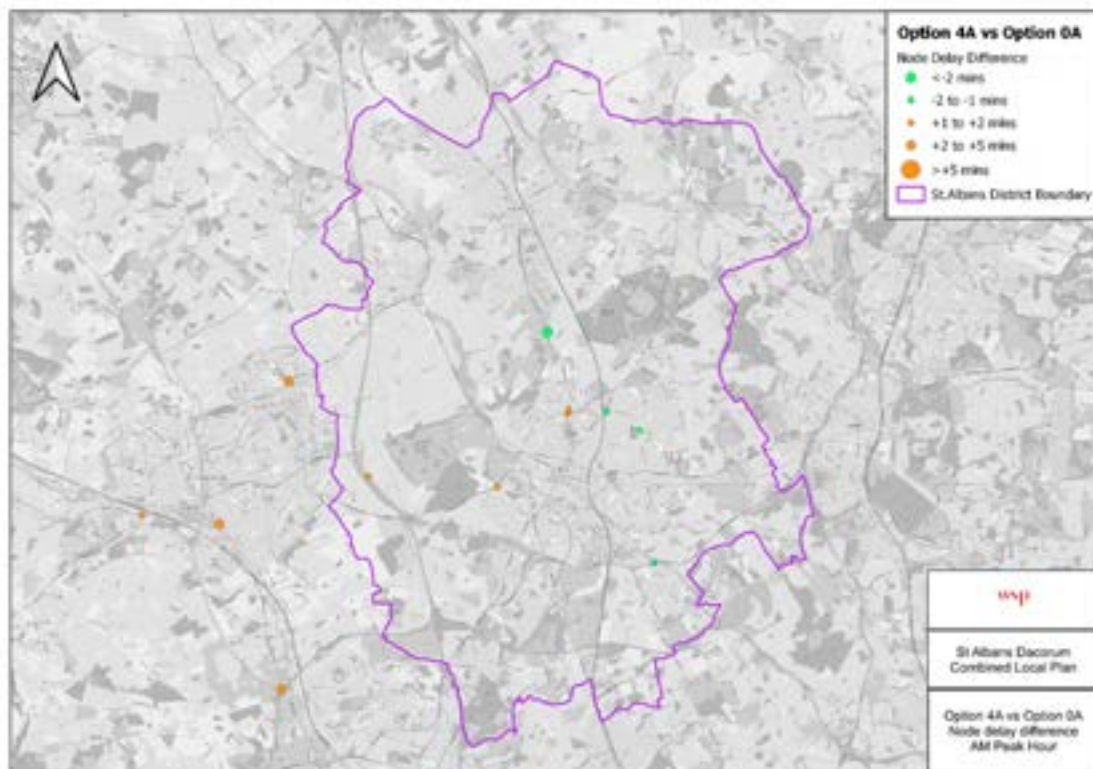 Option 4A vs Option 0A
Node Delay Difference
<-2 mins
-2 to -1 mins
+1 to +2 mins
+2 to +5 mins
>+5 mins
St.Albans District Boundary
wsp
St Albans Dacorum
Combined Local Plan
Option 4A vs Option 0A
Node delay difference
AM Peak Hour